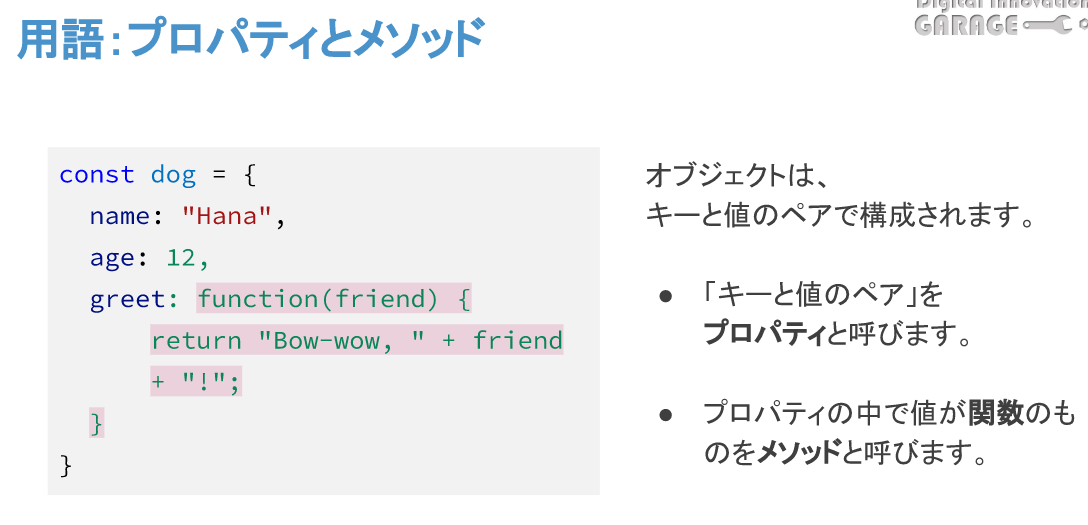 用語：プロパティとメソッド
Digital Innovation
GARAGE
const dog = {
name: "Hana",
age: 12,
greet: function(friend) {
return "Bow-wow, " + friend
+ "!";
}
}
オブジェクトは、
キーと値のペアで構成されます。
● 「キーと値のペア」を
プロパティと呼びます。
● プロパティの中で値が関数のも
のをメソッドと呼びます。